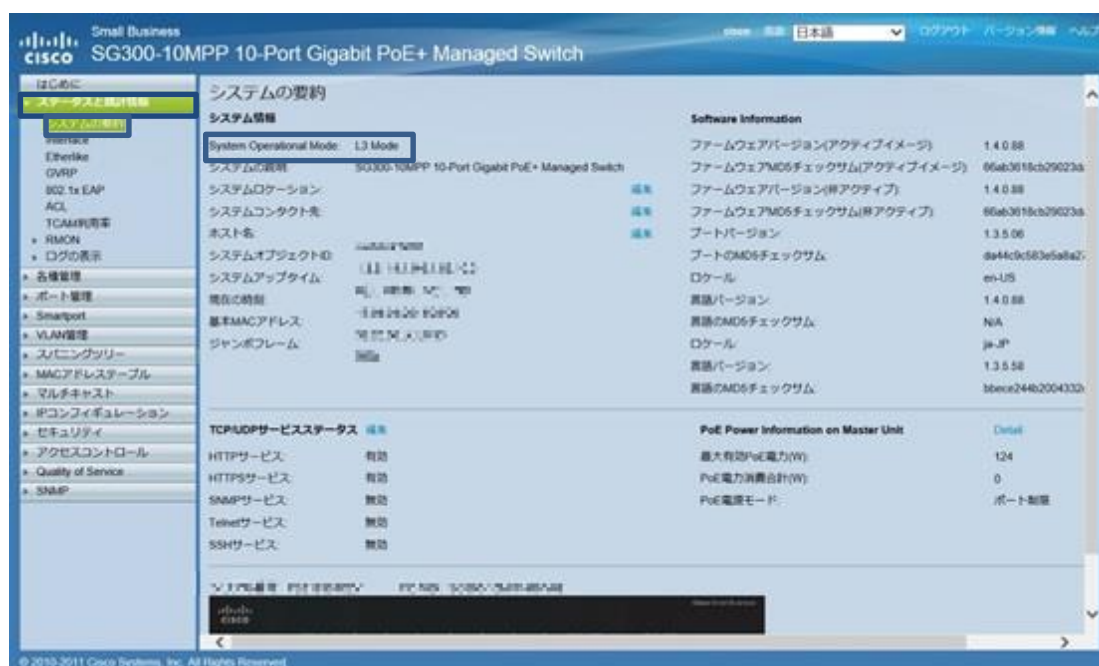 Small Business
cisco SG300-10MPP 10-Port Gigabit PoE+ Managed Switch
cisco 言語 日本語 ログアウト バージョン情報 ヘルプ
はじめに
ステータスと統計情報
システムの要約
Interface
Etherlike
GVRP
802.1x EAP
ACL
TCAM利用率
RMON
ログの表示
各種管理
ポート管理
Smartport
VLAN管理
スパニングツリー
MACアドレステーブル
マルチキャスト
IPコンフィギュレーション
セキュリティ
アクセスコントロール
Quality of Service
SNMP
システムの要約
システム情報
System Operational Mode: L3 Mode
システムの説明: SG300-10MPP 10-Port Gigabit PoE+ Managed Switch
システムロケーション: 編集
システムコンタクト先: 編集
ホスト名: 編集
システムオブジェクトID:
システムアップタイム:
現在の時刻:
基本MACアドレス:
ジャンボフレーム:
Software Information
ファームウェアバージョン(アクティブイメージ): 1.4.0.88
ファームウェアMD5チェックサム(アクティブイメージ):
ファームウェアバージョン(非アクティブ): 1.4.0.88
ファームウェアMD5チェックサム(非アクティブ):
ブートバージョン: 1.3.5.06
ブートのMD5チェックサム:
ロケール: en-US
言語バージョン: 1.4.0.88
言語のMD5チェックサム: N/A
ロケール: ja-JP
言語バージョン: 1.3.5.58
言語のMD5チェックサム:
TCP/UDPサービスステータス 編集
HTTPサービス: 有効
HTTPSサービス: 有効
SNMPサービス: 無効
Telnetサービス: 無効
SSHサービス: 無効
PoE Power Information on Master Unit Detail
最大有効PoE電力(W): 124
PoE電力消費合計(W): 0
PoE電源モード: ポート制限
cisco
© 2010-2011 Cisco Systems, Inc. All Rights Reserved.